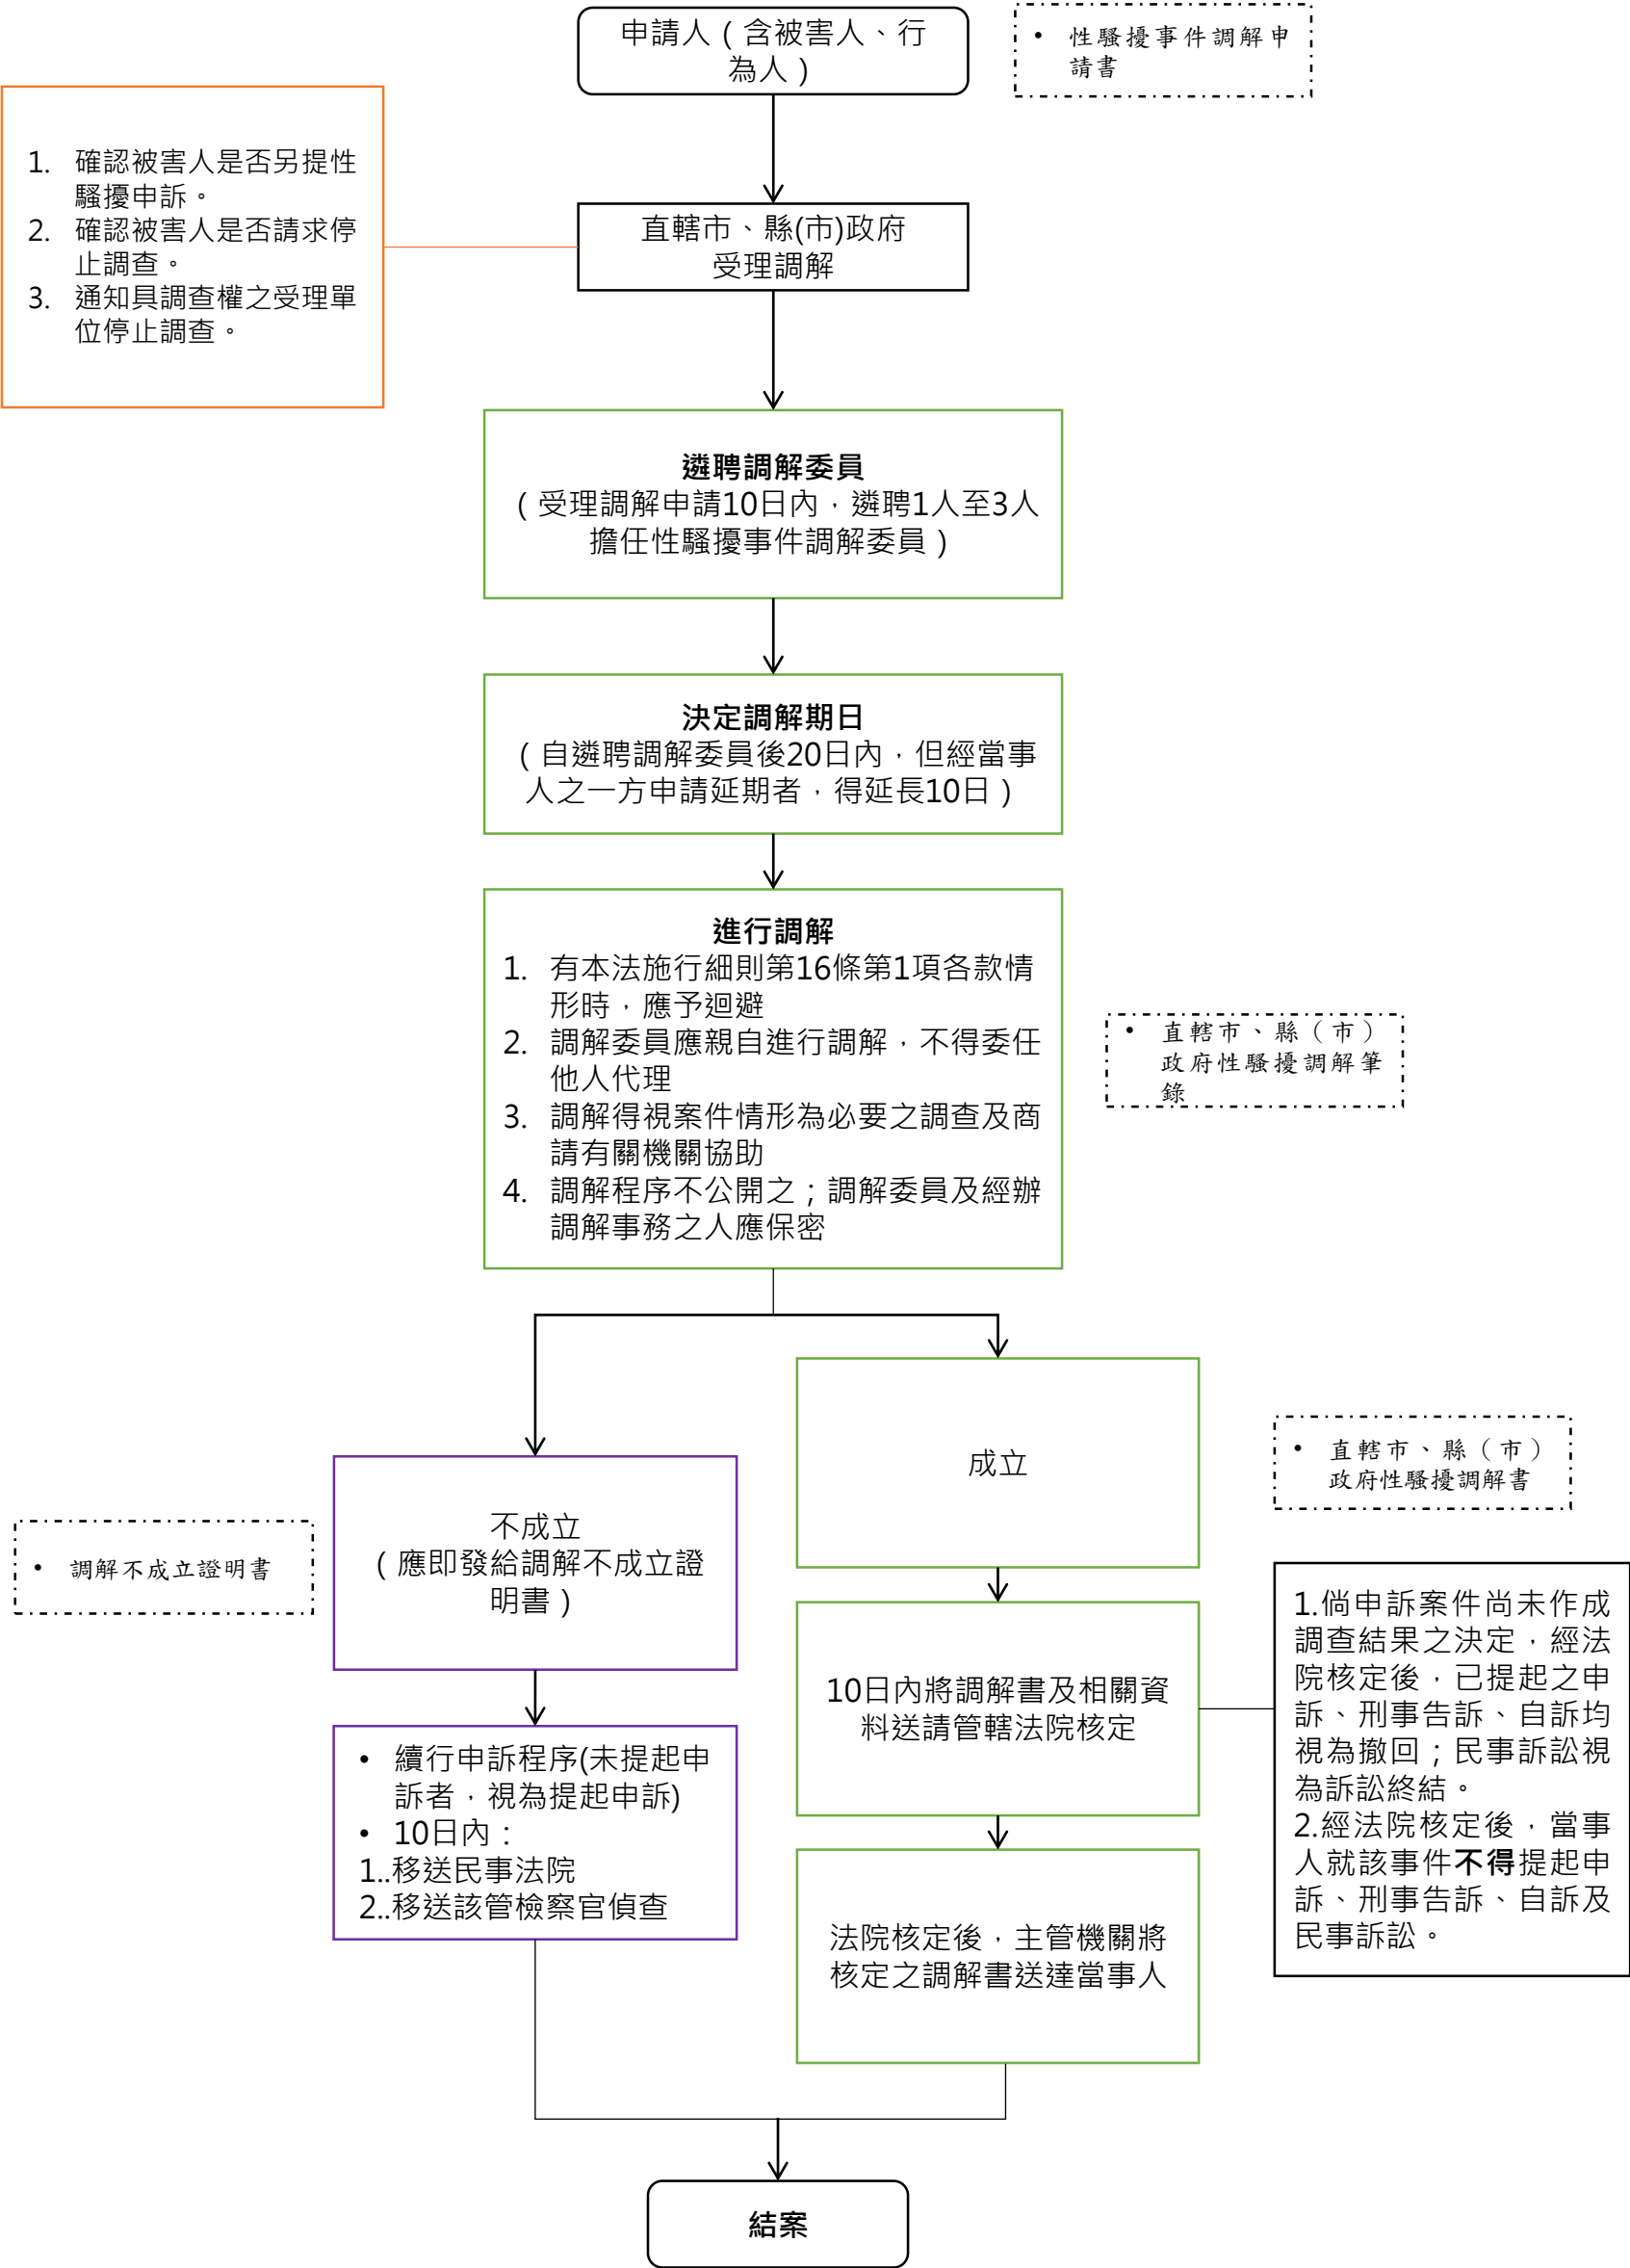 申請人（含被害人、行
為人）
• 性騷擾事件調解申
請書
1. 確認被害人是否另提性
騷擾申訴。
2. 確認被害人是否請求停
止調查。
3. 通知具調查權之受理單
位停止調查。
直轄市、縣(市)政府
受理調解
遴聘調解委員
（受理調解申請10日內，遴聘1人至3人
擔任性騷擾事件調解委員）
決定調解期日
（自遴聘調解委員後20日內，但經當事
人之一方申請延期者，得延長10日）
進行調解
1. 有本法施行細則第16條第1項各款情
形時，應予迴避
2. 調解委員應親自進行調解，不得委任
他人代理
3. 調解得視案件情形為必要之調查及商
請有關機關協助
4. 調解程序不公開之；調解委員及經辦
調解事務之人應保密
• 直轄市、縣（市）
政府性騷擾調解筆
錄
成立
• 直轄市、縣（市）
政府性騷擾調解書
不成立
（應即發給調解不成立證
明書）
• 調解不成立證明書
10日內將調解書及相關資
料送請管轄法院核定
1.倘申訴案件尚未作成
調查結果之決定，經法
院核定後，已提起之申
訴、刑事告訴、自訴均
視為撤回；民事訴訟視
為訴訟終結。
2.經法院核定後，當事
人就該事件不得提起申
訴、刑事告訴、自訴及
民事訴訟。
• 續行申訴程序(未提起申
訴者，視為提起申訴)
• 10日內：
1..移送民事法院
2..移送該管檢察官偵查
法院核定後，主管機關將
核定之調解書送達當事人
結案